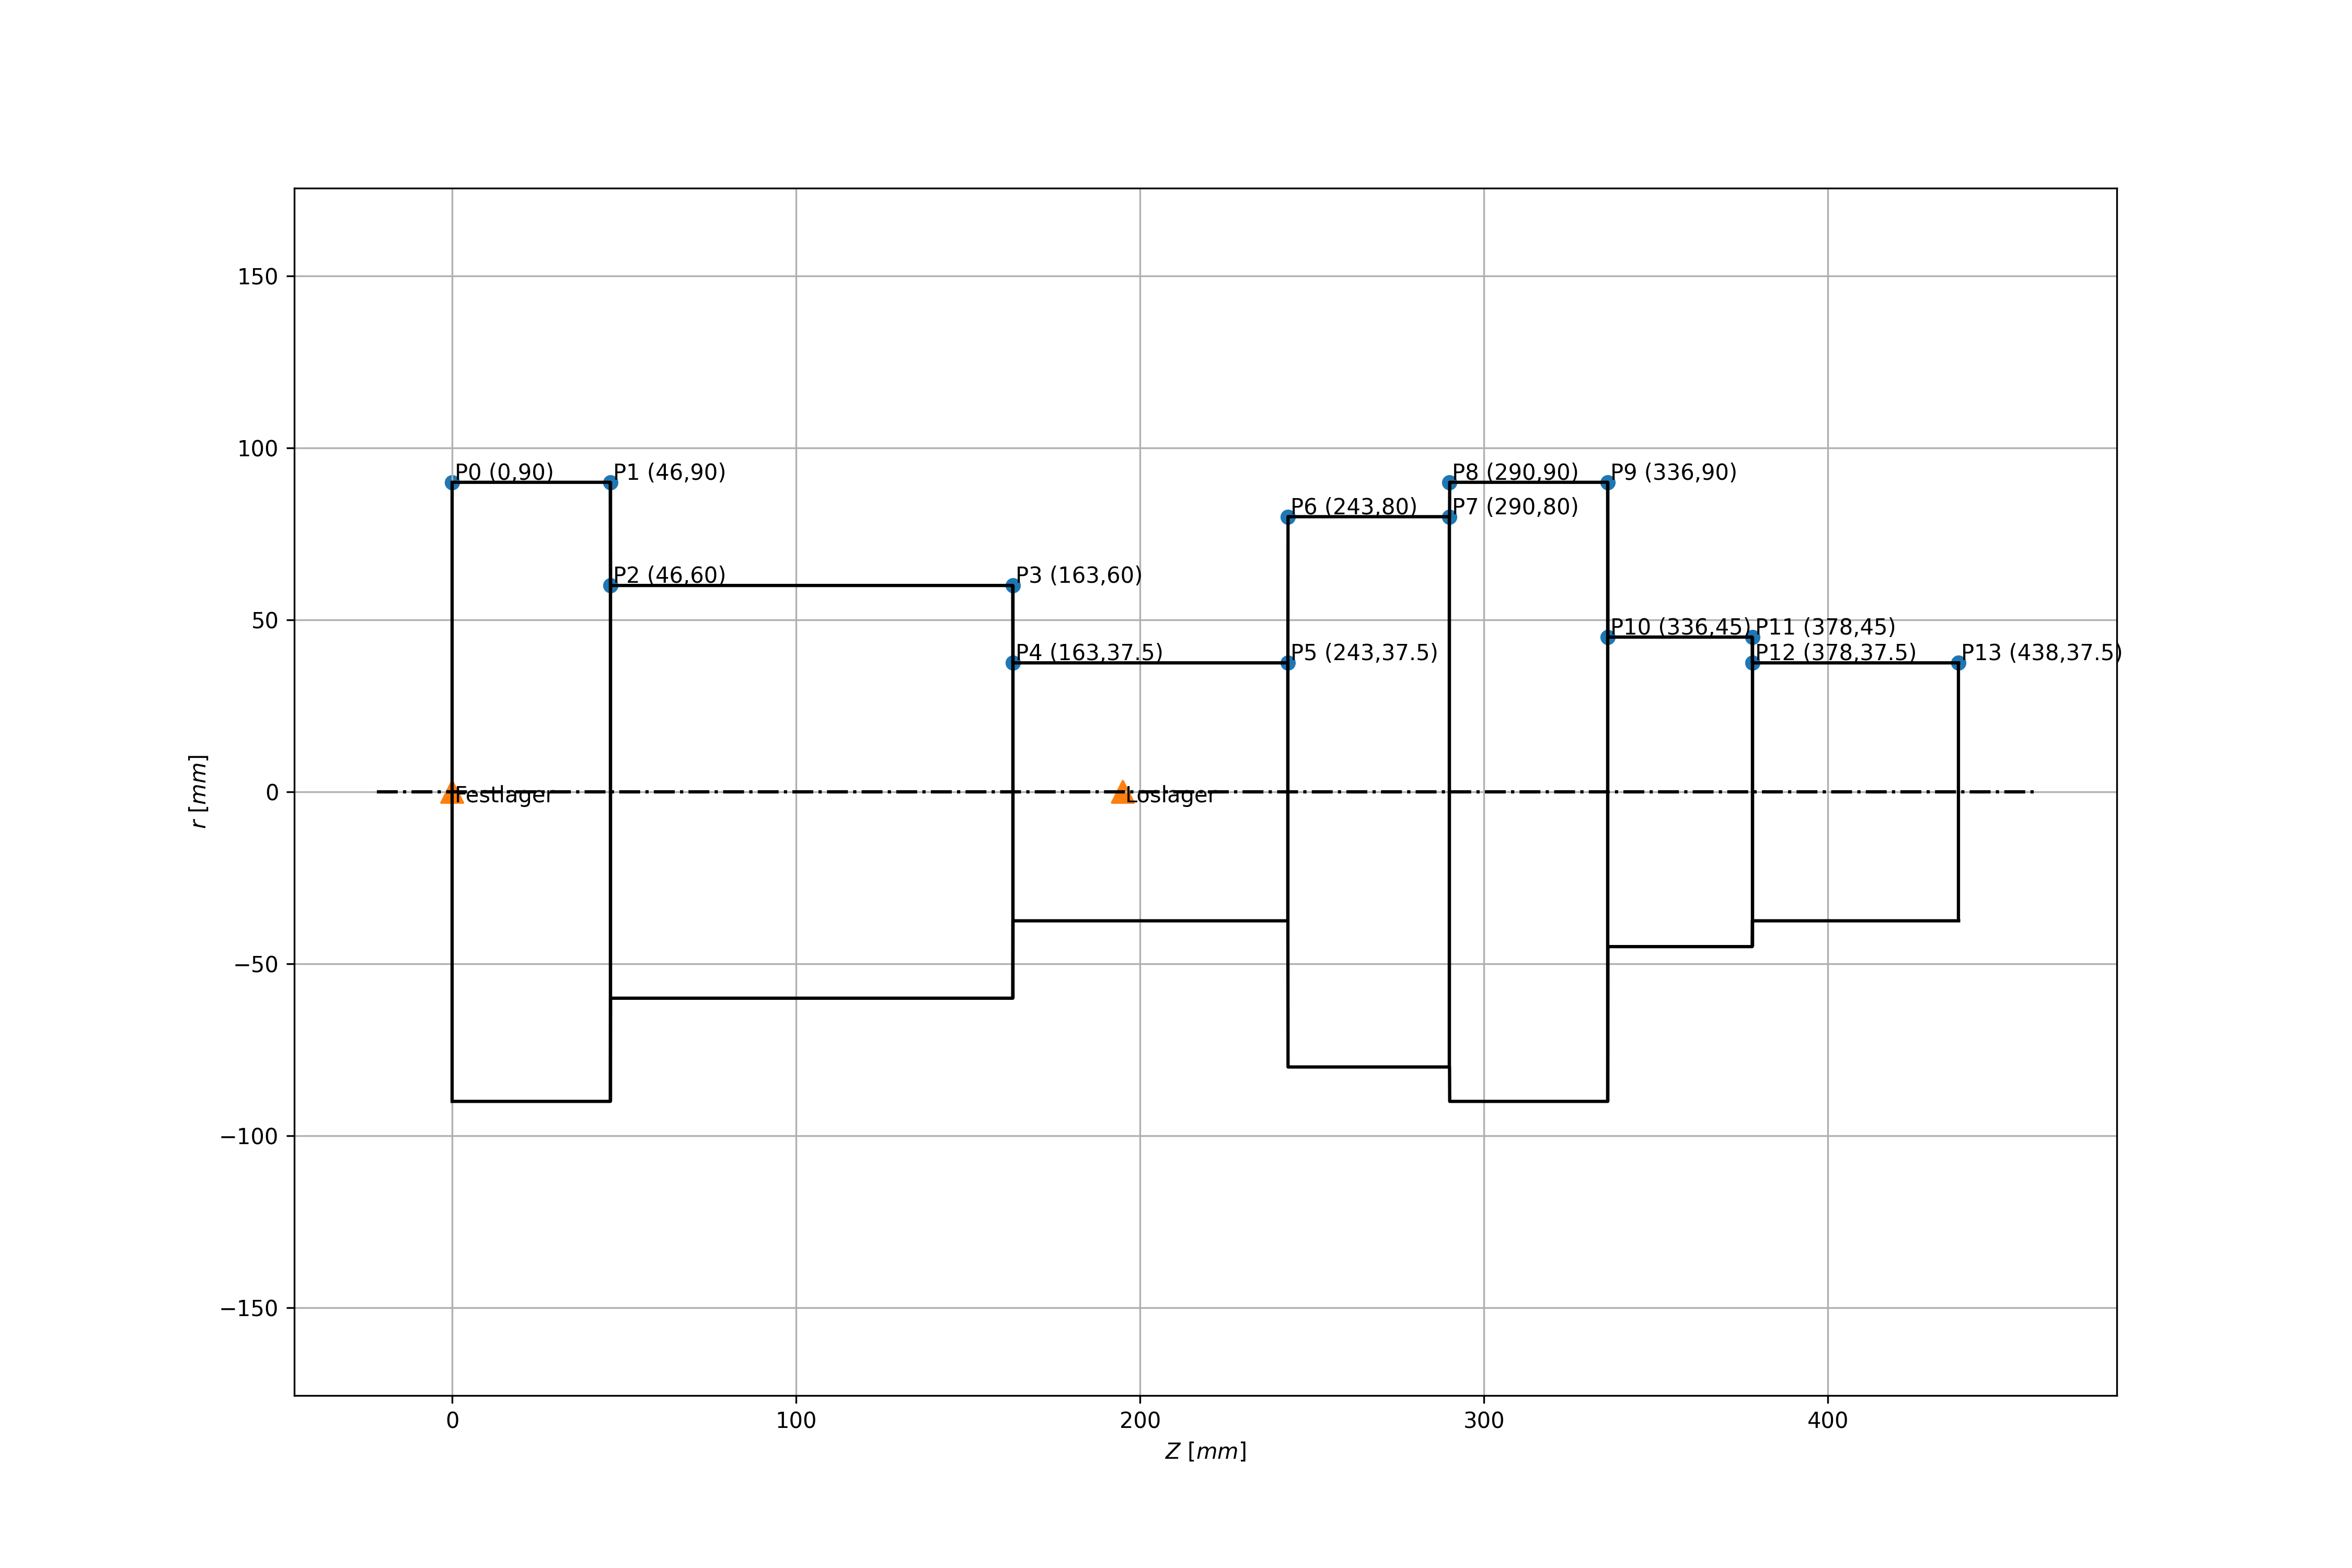 150
100
50
0
−50
−100
−150
r [mm]
P0 (0,90)
P1 (46,90)
P8 (290,90)
P9 (336,90)
P6 (243,80)
P7 (290,80)
P2 (46,60)
P3 (163,60)
P10 (336,45)
P11 (378,45)
P4 (163,37.5)
P5 (243,37.5)
P12 (378,37.5)
P13 (438,37.5)
Festlager
Loslager
0
100
200
300
400
Z [mm]